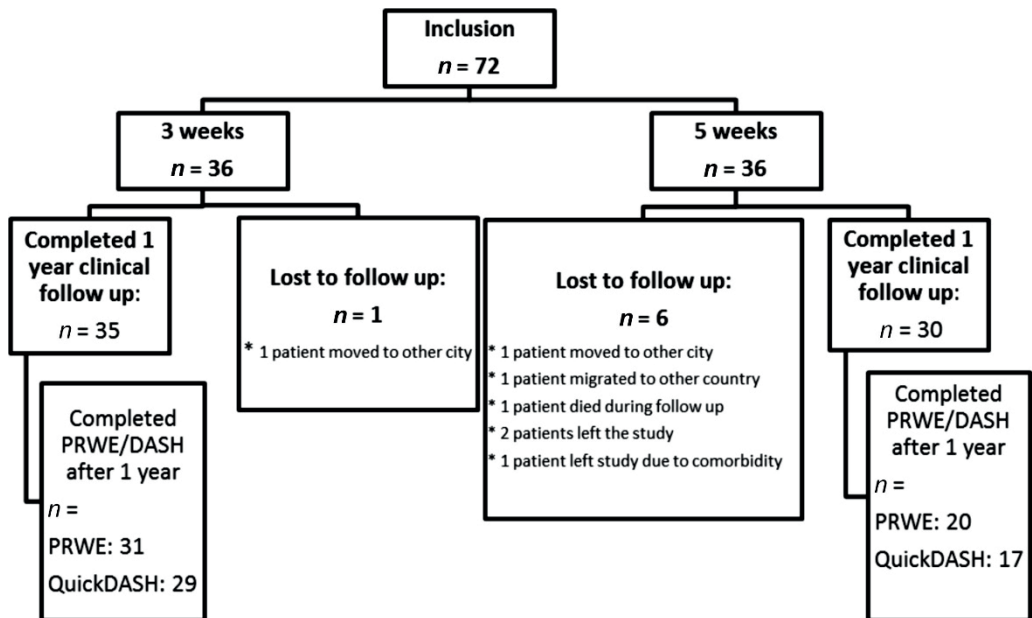 Inclusion
n = 72
3 weeks
n = 36
5 weeks
n = 36
Completed 1
year clinical
follow up:
n = 35
Lost to follow up:
n = 1
* 1 patient moved to other city
Lost to follow up:
n = 6
* 1 patient moved to other city
* 1 patient migrated to other country
* 1 patient died during follow up
* 2 patients left the study
* 1 patient left study due to comorbidity
Completed 1
year clinical
follow up:
n = 30
Completed
PRWE/DASH
after 1 year
n =
PRWE: 31
QuickDASH: 29
Completed
PRWE/DASH
after 1 year
n =
PRWE: 20
QuickDASH: 17